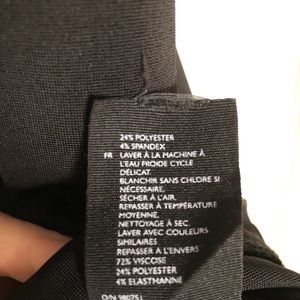 24% POLYESTER
4% SPANDEX
FR LAVER À LA MACHINE À
L'EAU FROIDE CYCLE
DÉLICAT.
BLANCHIR SANS CHLORE SI
NÉCESSAIRE.
SÉCHER À L'AIR.
REPASSER À TEMPÉRATURE
MOYENNE.
NETTOYAGE À SEC.
LAVER AVEC COULEURS
SIMILAIRES
REPASSER À L'ENVERS
72% VISCOSE
24% POLYESTER
4% ELASTHANNE